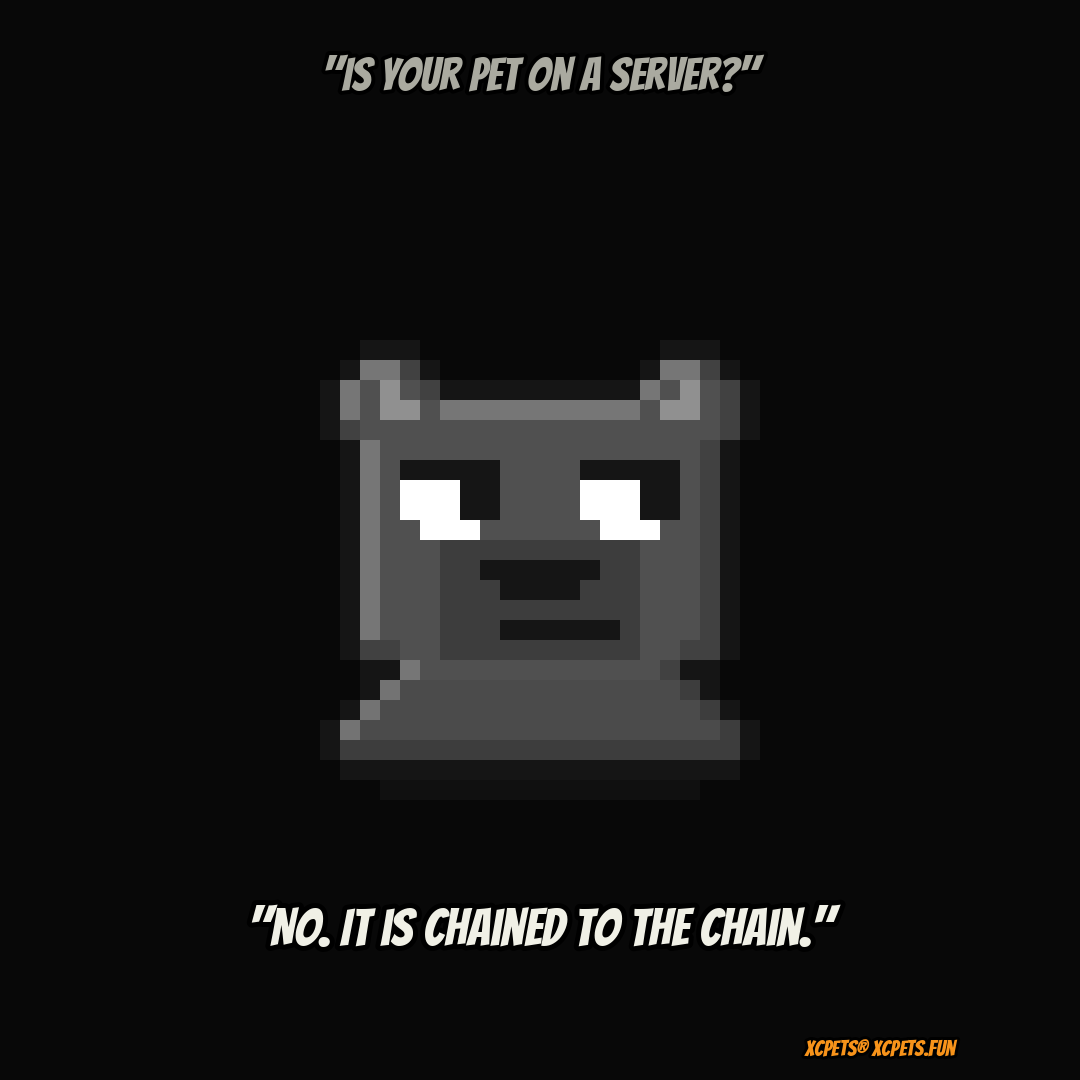 "IS YOUR PET ON A SERVER?"
"NO. IT IS CHAINED TO THE CHAIN."
XCPETS® XCPETS.FUN